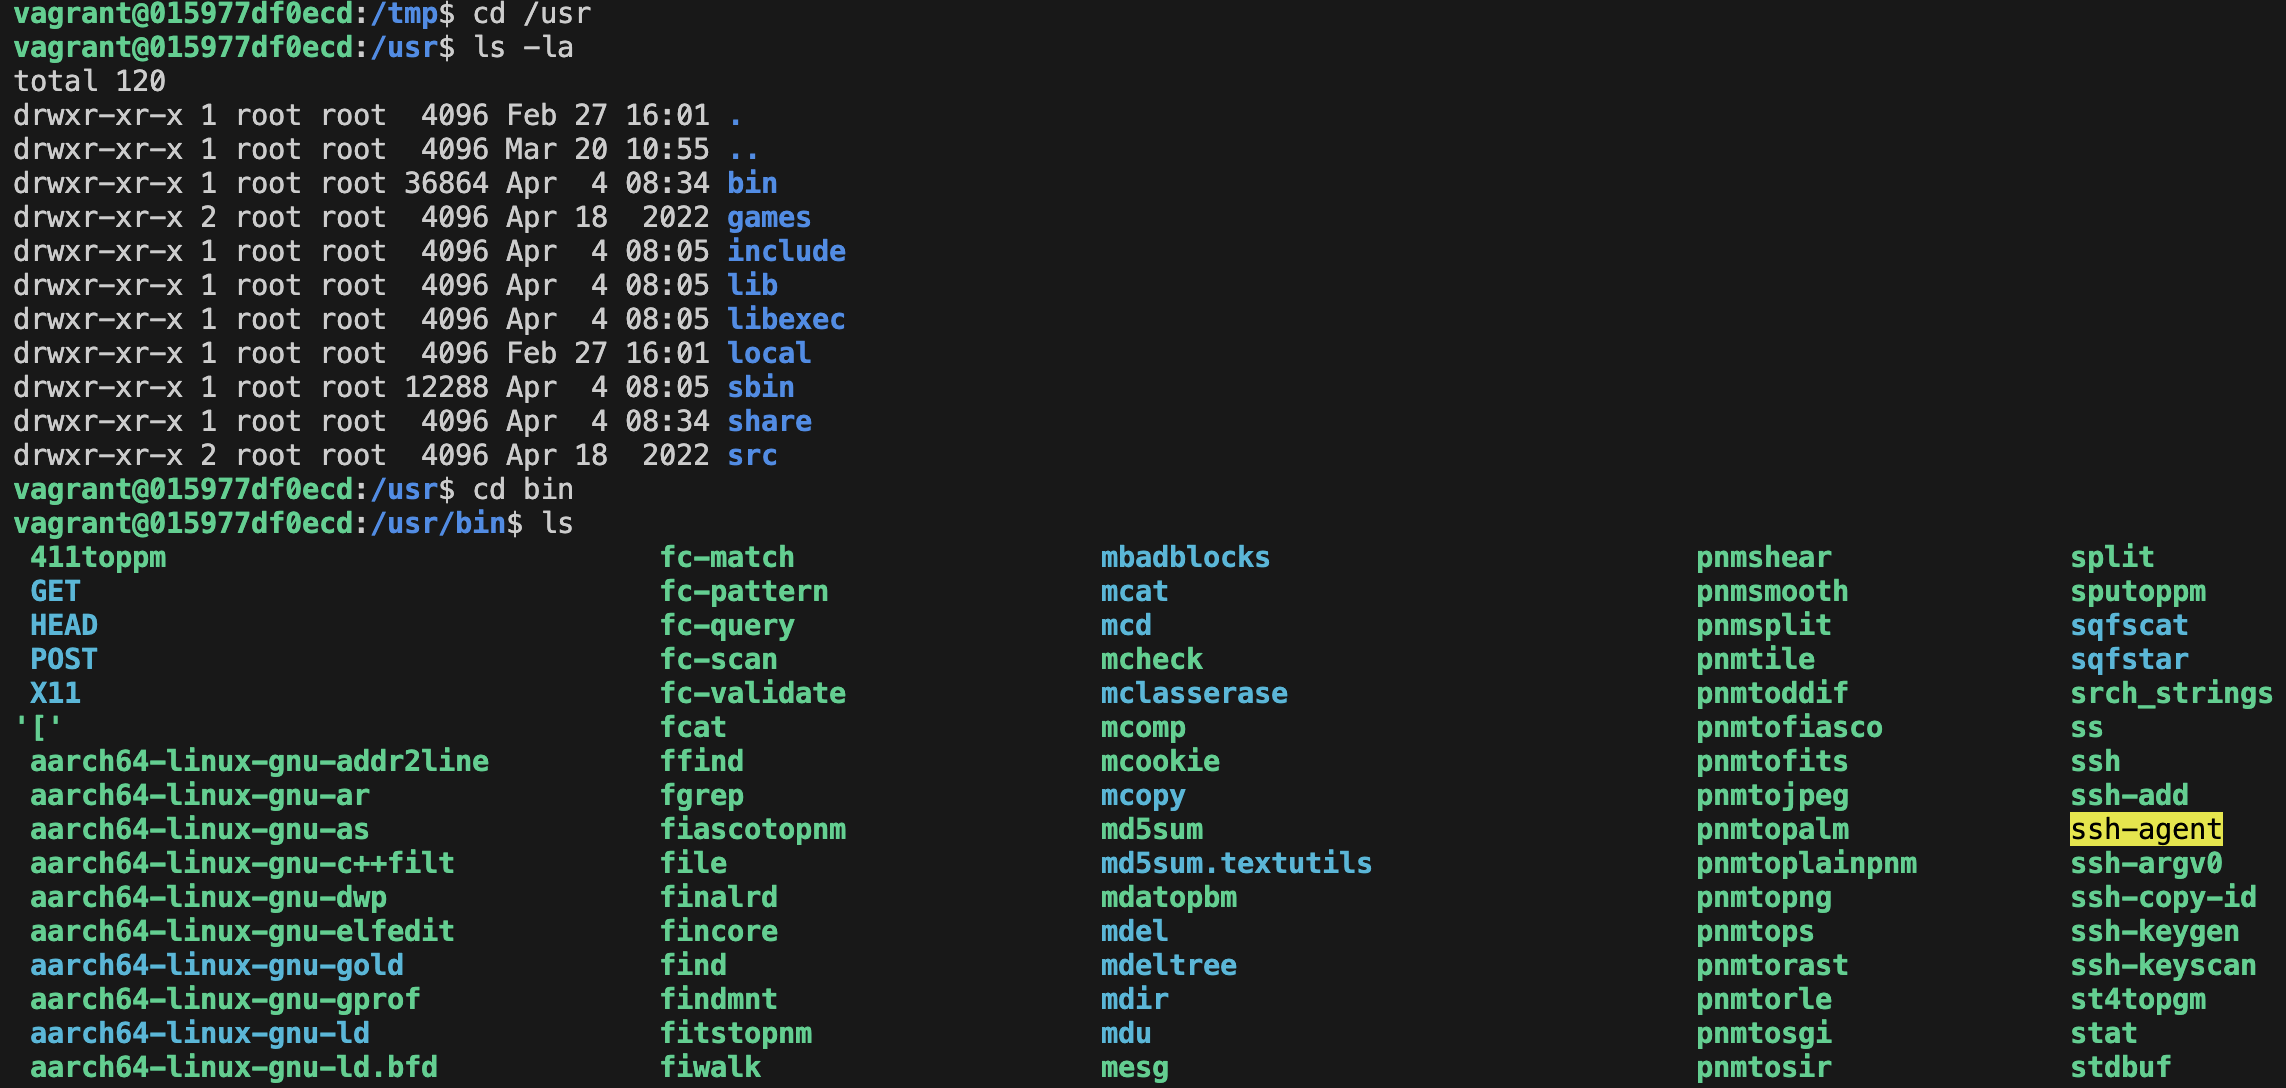 vagrant@015977df0ecd:/tmp$ cd /usr
vagrant@015977df0ecd:/usr$ ls -la
total 120
drwxr-xr-x 1 root root  4096 Feb 27 16:01 .
drwxr-xr-x 1 root root  4096 Mar 20 10:55 ..
drwxr-xr-x 1 root root 36864 Apr  4 08:34 bin
drwxr-xr-x 2 root root  4096 Apr 18  2022 games
drwxr-xr-x 1 root root  4096 Apr  4 08:05 include
drwxr-xr-x 1 root root  4096 Apr  4 08:05 lib
drwxr-xr-x 1 root root  4096 Apr  4 08:05 libexec
drwxr-xr-x 1 root root  4096 Feb 27 16:01 local
drwxr-xr-x 1 root root 12288 Apr  4 08:05 sbin
drwxr-xr-x 1 root root  4096 Apr  4 08:34 share
drwxr-xr-x 2 root root  4096 Apr 18  2022 src
vagrant@015977df0ecd:/usr$ cd bin
vagrant@015977df0ecd:/usr/bin$ ls
411toppm fc-match mbadblocks pnmshear split
GET fc-pattern mcat pnmsmooth sputoppm
HEAD fc-query mcd pnmsplit sqfscat
POST fc-scan mcheck pnmtile sqfstar
X11 fc-validate mclasserase pnmtoddif srch_strings
'[' fcat mcomp pnmtofiasco ss
aarch64-linux-gnu-addr2line ffind mcookie pnmtofits ssh
aarch64-linux-gnu-ar fgrep mcopy pnmtojpeg ssh-add
aarch64-linux-gnu-as fiascotopnm md5sum pnmtopalm ssh-agent
aarch64-linux-gnu-c++filt file md5sum.textutils pnmtoplainpnm ssh-argv0
aarch64-linux-gnu-dwp finalrd mdatopbm pnmtopng ssh-copy-id
aarch64-linux-gnu-elfedit fincore mdel pnmtops ssh-keygen
aarch64-linux-gnu-gold find mdeltree pnmtorast ssh-keyscan
aarch64-linux-gnu-gprof findmnt mdir pnmtorle st4topgm
aarch64-linux-gnu-ld fitstopnm mdu pnmtosgi stat
aarch64-linux-gnu-ld.bfd fiwalk mesg pnmtosir stdbuf